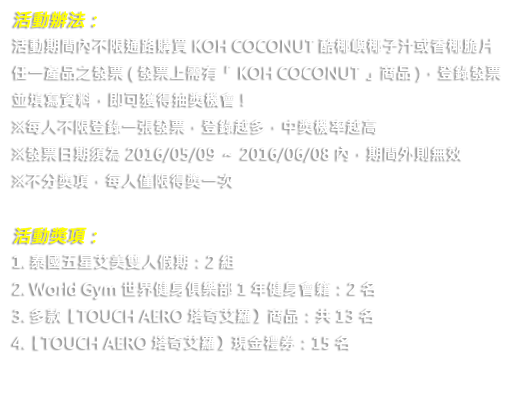 活動辦法：
活動期間內不限通路購買 KOH COCONUT 酷椰嶼椰子汁或香椰脆片
任一產品之發票 ( 發票上需有「 KOH COCONUT 」商品 )，登錄發票
並填寫資料，即可獲得抽獎機會 !
※每人不限登錄一張發票，登錄越多，中獎機率越高
※發票日期須為 2016/05/09 ~ 2016/06/08 內，期間外則無效
※不分獎項，每人僅限得獎一次
活動獎項：
1. 泰國五星艾美雙人假期：2 組
2. World Gym 世界健身俱樂部 1 年健身會籍：2 名
3. 多款【TOUCH AERO 塔奇艾羅】商品：共 13 名
4.【TOUCH AERO 塔奇艾羅】現金禮券：15 名